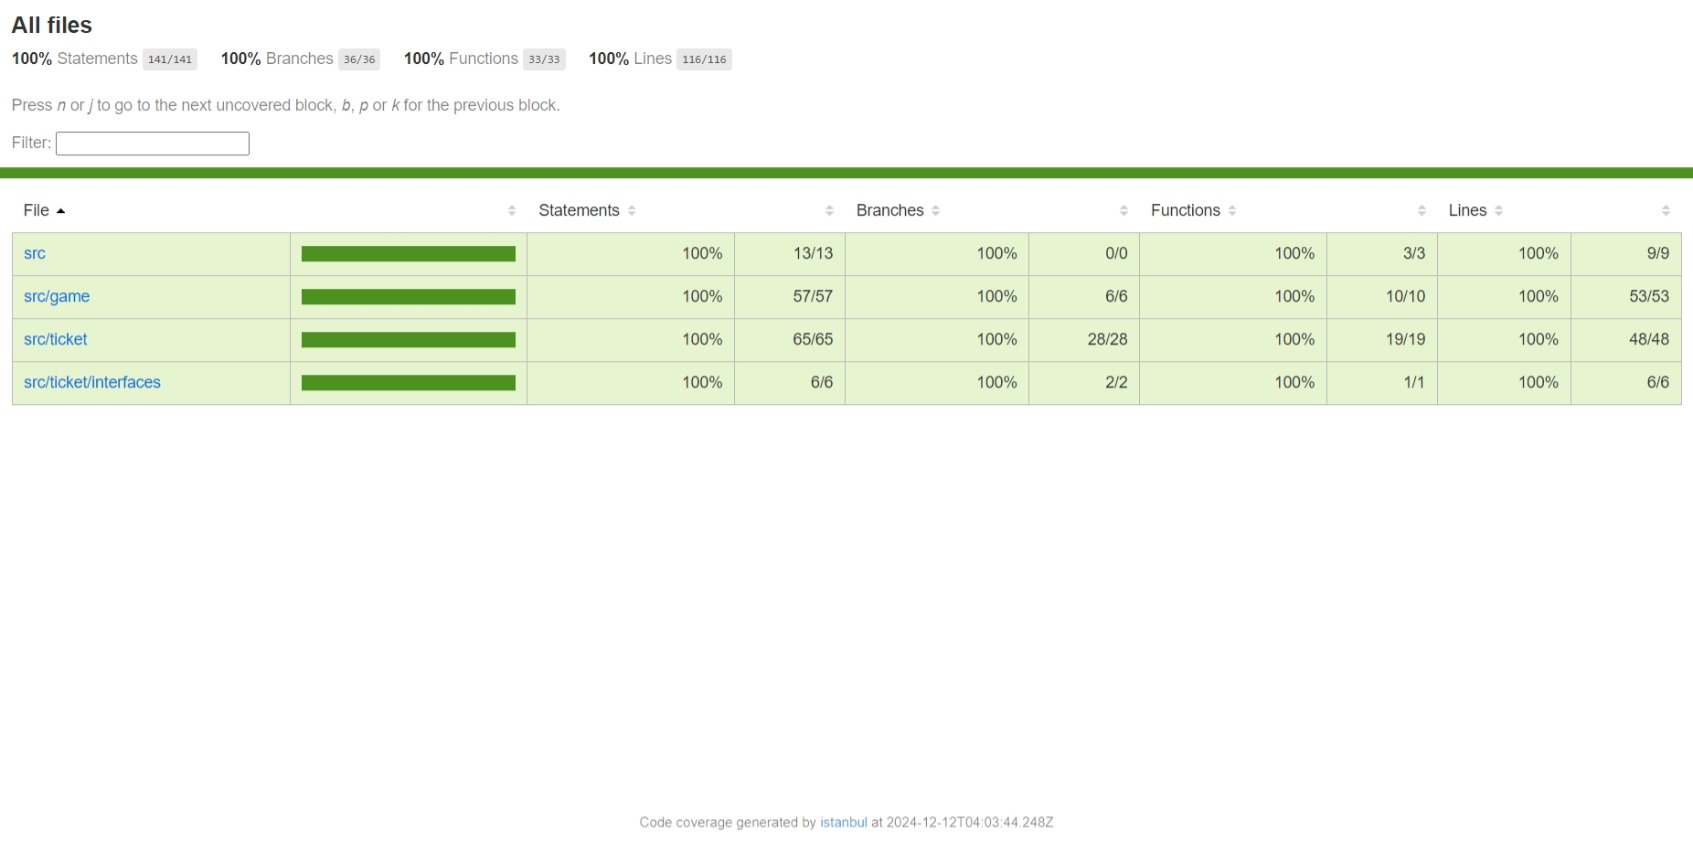 All files
100% Statements 141/141 100% Branches 36/36 100% Functions 33/33 100% Lines 116/116
Press n or j to go to the next uncovered block, b, p or k for the previous block.
Filter:
File Statements Branches Functions Lines
src 100% 13/13 100% 0/0 100% 3/3 100% 9/9
src/game 100% 57/57 100% 6/6 100% 10/10 100% 53/53
src/ticket 100% 65/65 100% 28/28 100% 19/19 100% 48/48
src/ticket/interfaces 100% 6/6 100% 2/2 100% 1/1 100% 6/6
Code coverage generated by istanbul at 2024-12-12T04:03:44.248Z